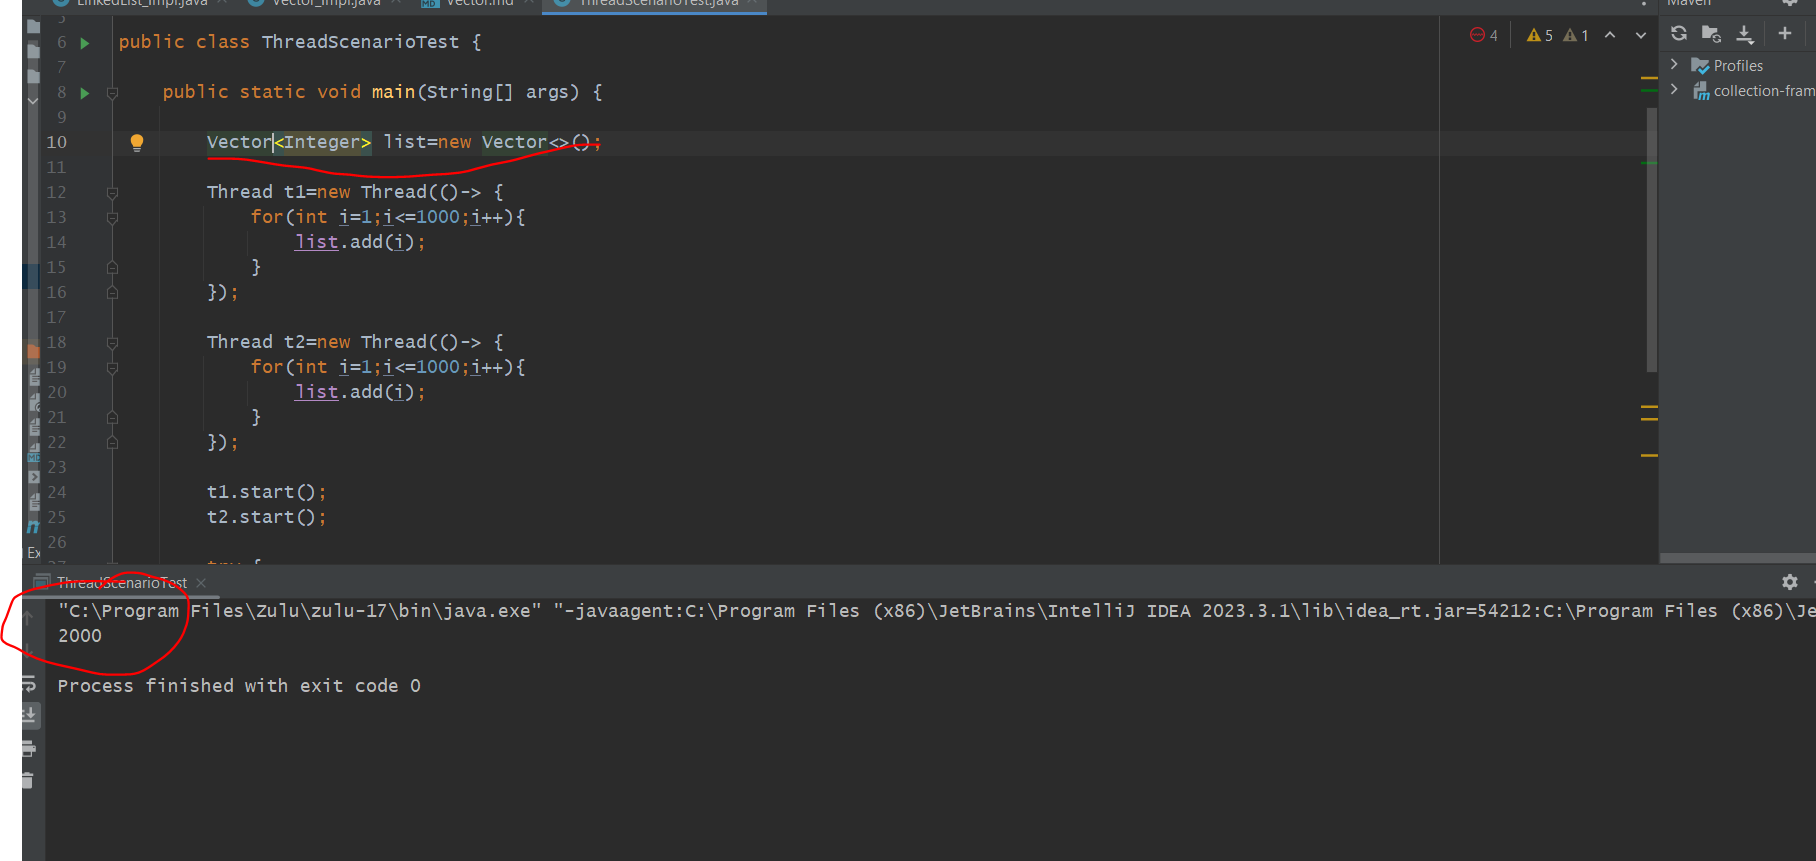 LinkedList_Impl.java Vector_Impl.java Vector.md ThreadScenarioTest.java Maven
5
6 public class ThreadScenarioTest { 4 5 1
7
Profiles
8 public static void main(String[] args) {
collection-fram
9
10 Vector<Integer> list=new Vector<>();
11
12 Thread t1=new Thread(()-> {
13 for(int i=1;i<=1000;i++){
14 list.add(i);
15 }
16 });
17
18 Thread t2=new Thread(()-> {
19 for(int i=1;i<=1000;i++){
20 list.add(i);
21 }
22 });
23
24 t1.start();
25 t2.start();
26
Ex
27 try {
ThreadScenarioTest
"C:\Program Files\Zulu\zulu-17\bin\java.exe" "-javaagent:C:\Program Files (x86)\JetBrains\IntelliJ IDEA 2023.3.1\lib\idea_rt.jar=54212:C:\Program Files (x86)\Je
2000
Process finished with exit code 0